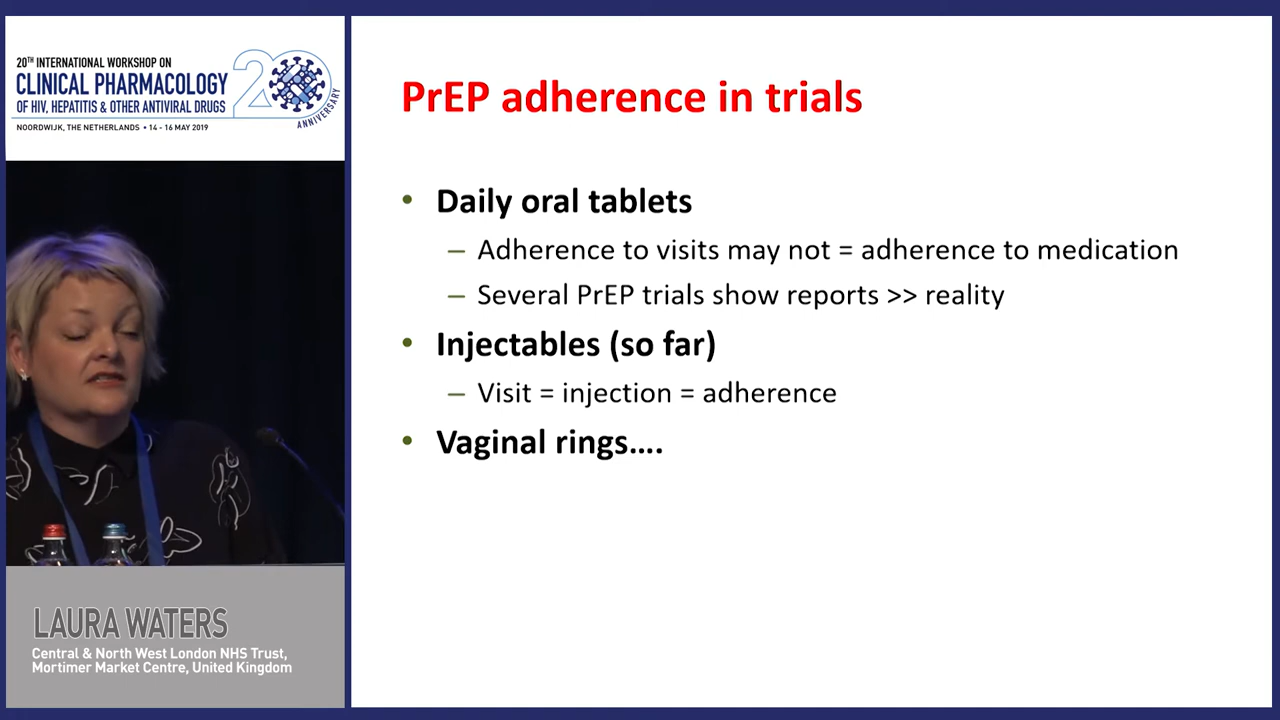 20TH INTERNATIONAL WORKSHOP ON
CLINICAL PHARMACOLOGY
OF HIV, HEPATITIS & OTHER ANTIVIRAL DRUGS
NOORDWIJK, THE NETHERLANDS • 14 - 16 MAY 2019
20
ANNIVERSARY
LAURA WATERS
Central & North West London NHS Trust,
Mortimer Market Centre, United Kingdom
PrEP adherence in trials
• Daily oral tablets
– Adherence to visits may not = adherence to medication
– Several PrEP trials show reports >> reality
• Injectables (so far)
– Visit = injection = adherence
• Vaginal rings....